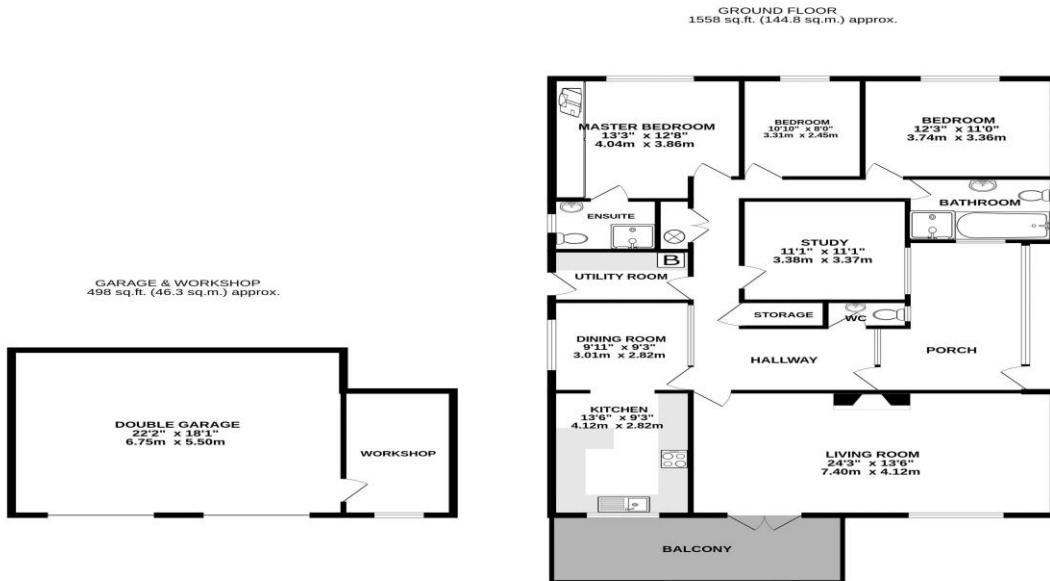 GROUND FLOOR
1558 sq.ft. (144.8 sq.m.) approx.
MASTER BEDROOM
13'3" x 12'8"
4.04m x 3.86m
BEDROOM
10'10" x 8'0"
3.31m x 2.45m
BEDROOM
12'3" x 11'0"
3.74m x 3.36m
BATHROOM
ENSUITE
STUDY
11'1" x 11'1"
3.38m x 3.37m
B
UTILITY ROOM
STORAGE
WC
DINING ROOM
9'11" x 9'3"
3.01m x 2.82m
HALLWAY
PORCH
KITCHEN
13'6" x 9'3"
4.12m x 2.82m
LIVING ROOM
24'3" x 13'6"
7.40m x 4.12m
BALCONY
GARAGE & WORKSHOP
498 sq.ft. (46.3 sq.m.) approx.
DOUBLE GARAGE
22'2" x 18'1"
6.75m x 5.50m
WORKSHOP